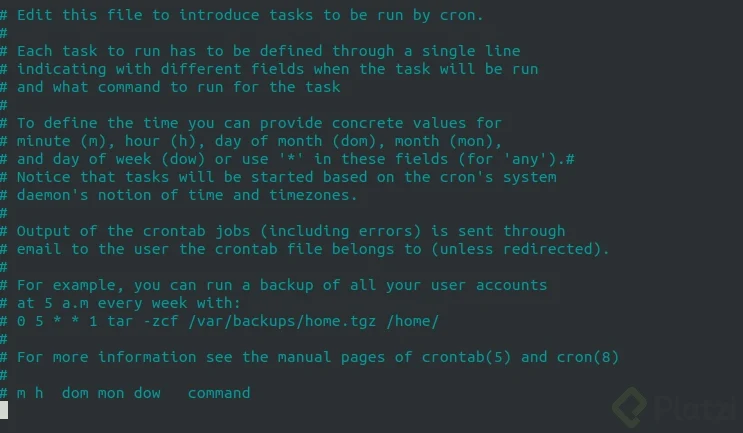 # Edit this file to introduce tasks to be run by cron.
#
# Each task to run has to be defined through a single line
# indicating with different fields when the task will be run
# and what command to run for the task
#
# To define the time you can provide concrete values for
# minute (m), hour (h), day of month (dom), month (mon),
# and day of week (dow) or use '*' in these fields (for 'any').#
# Notice that tasks will be started based on the cron's system
# daemon's notion of time and timezones.
#
# Output of the crontab jobs (including errors) is sent through
# email to the user the crontab file belongs to (unless redirected).
#
# For example, you can run a backup of all your user accounts
# at 5 a.m every week with:
# 0 5 * * 1 tar -zcf /var/backups/home.tgz /home/
#
# For more information see the manual pages of crontab(5) and cron(8)
#
# m h  dom mon dow   command
Platzi